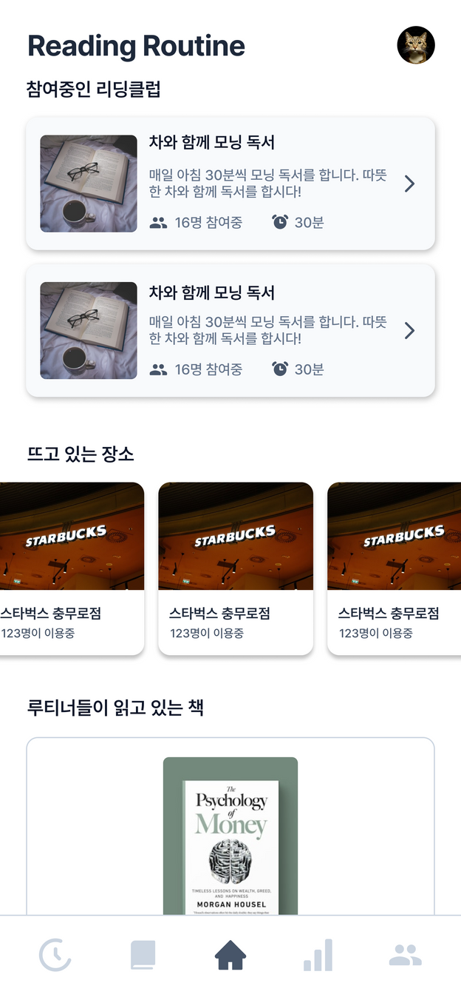 Reading Routine
참여중인 리딩클럽
차와 함께 모닝 독서
매일 아침 30분씩 모닝 독서를 합니다. 따뜻
한 차와 함께 독서를 합시다!
16명 참여중
30분
차와 함께 모닝 독서
매일 아침 30분씩 모닝 독서를 합니다. 따뜻
한 차와 함께 독서를 합시다!
16명 참여중
30분
뜨고 있는 장소
STARBUCKS
STARBUCKS
STARBUCKS
스타벅스 충무로점
스타벅스 충무로점
스타벅스 충무로점
123명이 이용중
123명이 이용중
123명이 이용중
루티너들이 읽고 있는 책
The
Psychology
of
Money
TIMELESS LESSONS ON WEALTH, GREED,
AND HAPPINESS
MORGAN HOUSEL